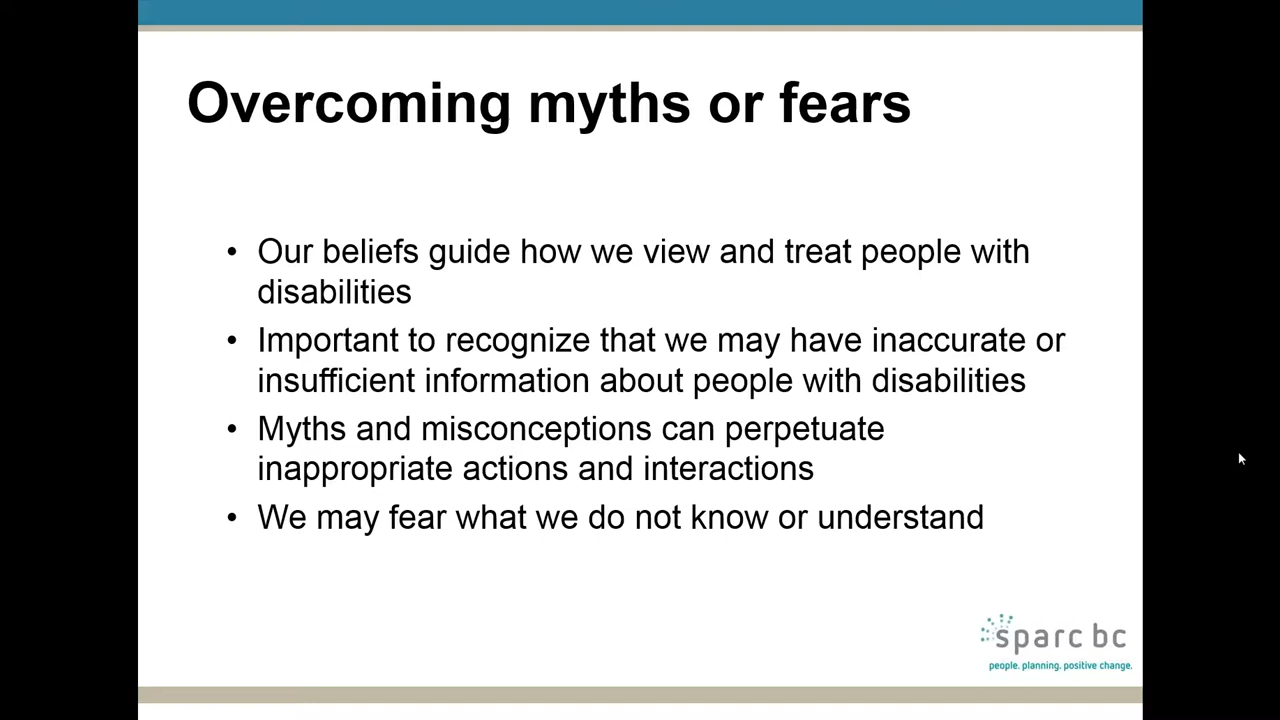 Overcoming myths or fears
• Our beliefs guide how we view and treat people with
disabilities
• Important to recognize that we may have inaccurate or
insufficient information about people with disabilities
• Myths and misconceptions can perpetuate
inappropriate actions and interactions
• We may fear what we do not know or understand
sparc bc
people. planning. positive change.